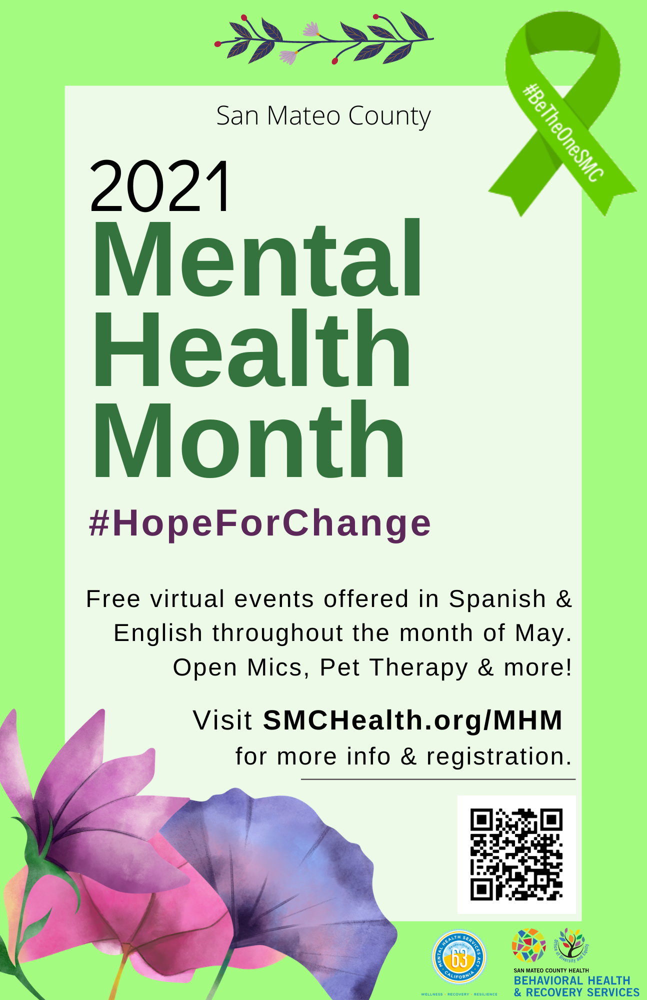 San Mateo County
#BeTheOneSMC
2021
Mental
Health
Month
#HopeForChange
Free virtual events offered in Spanish &
English throughout the month of May.
Open Mics, Pet Therapy & more!
Visit SMCHealth.org/MHM
for more info & registration.
MENTAL HEALTH SERVICES ACT
PROPOSITION
63
CALIFORNIA
WELLNESS · RECOVERY · RESILIENCE
Office of Diversity and Equity
SAN MATEO COUNTY HEALTH
BEHAVIORAL HEALTH
& RECOVERY SERVICES